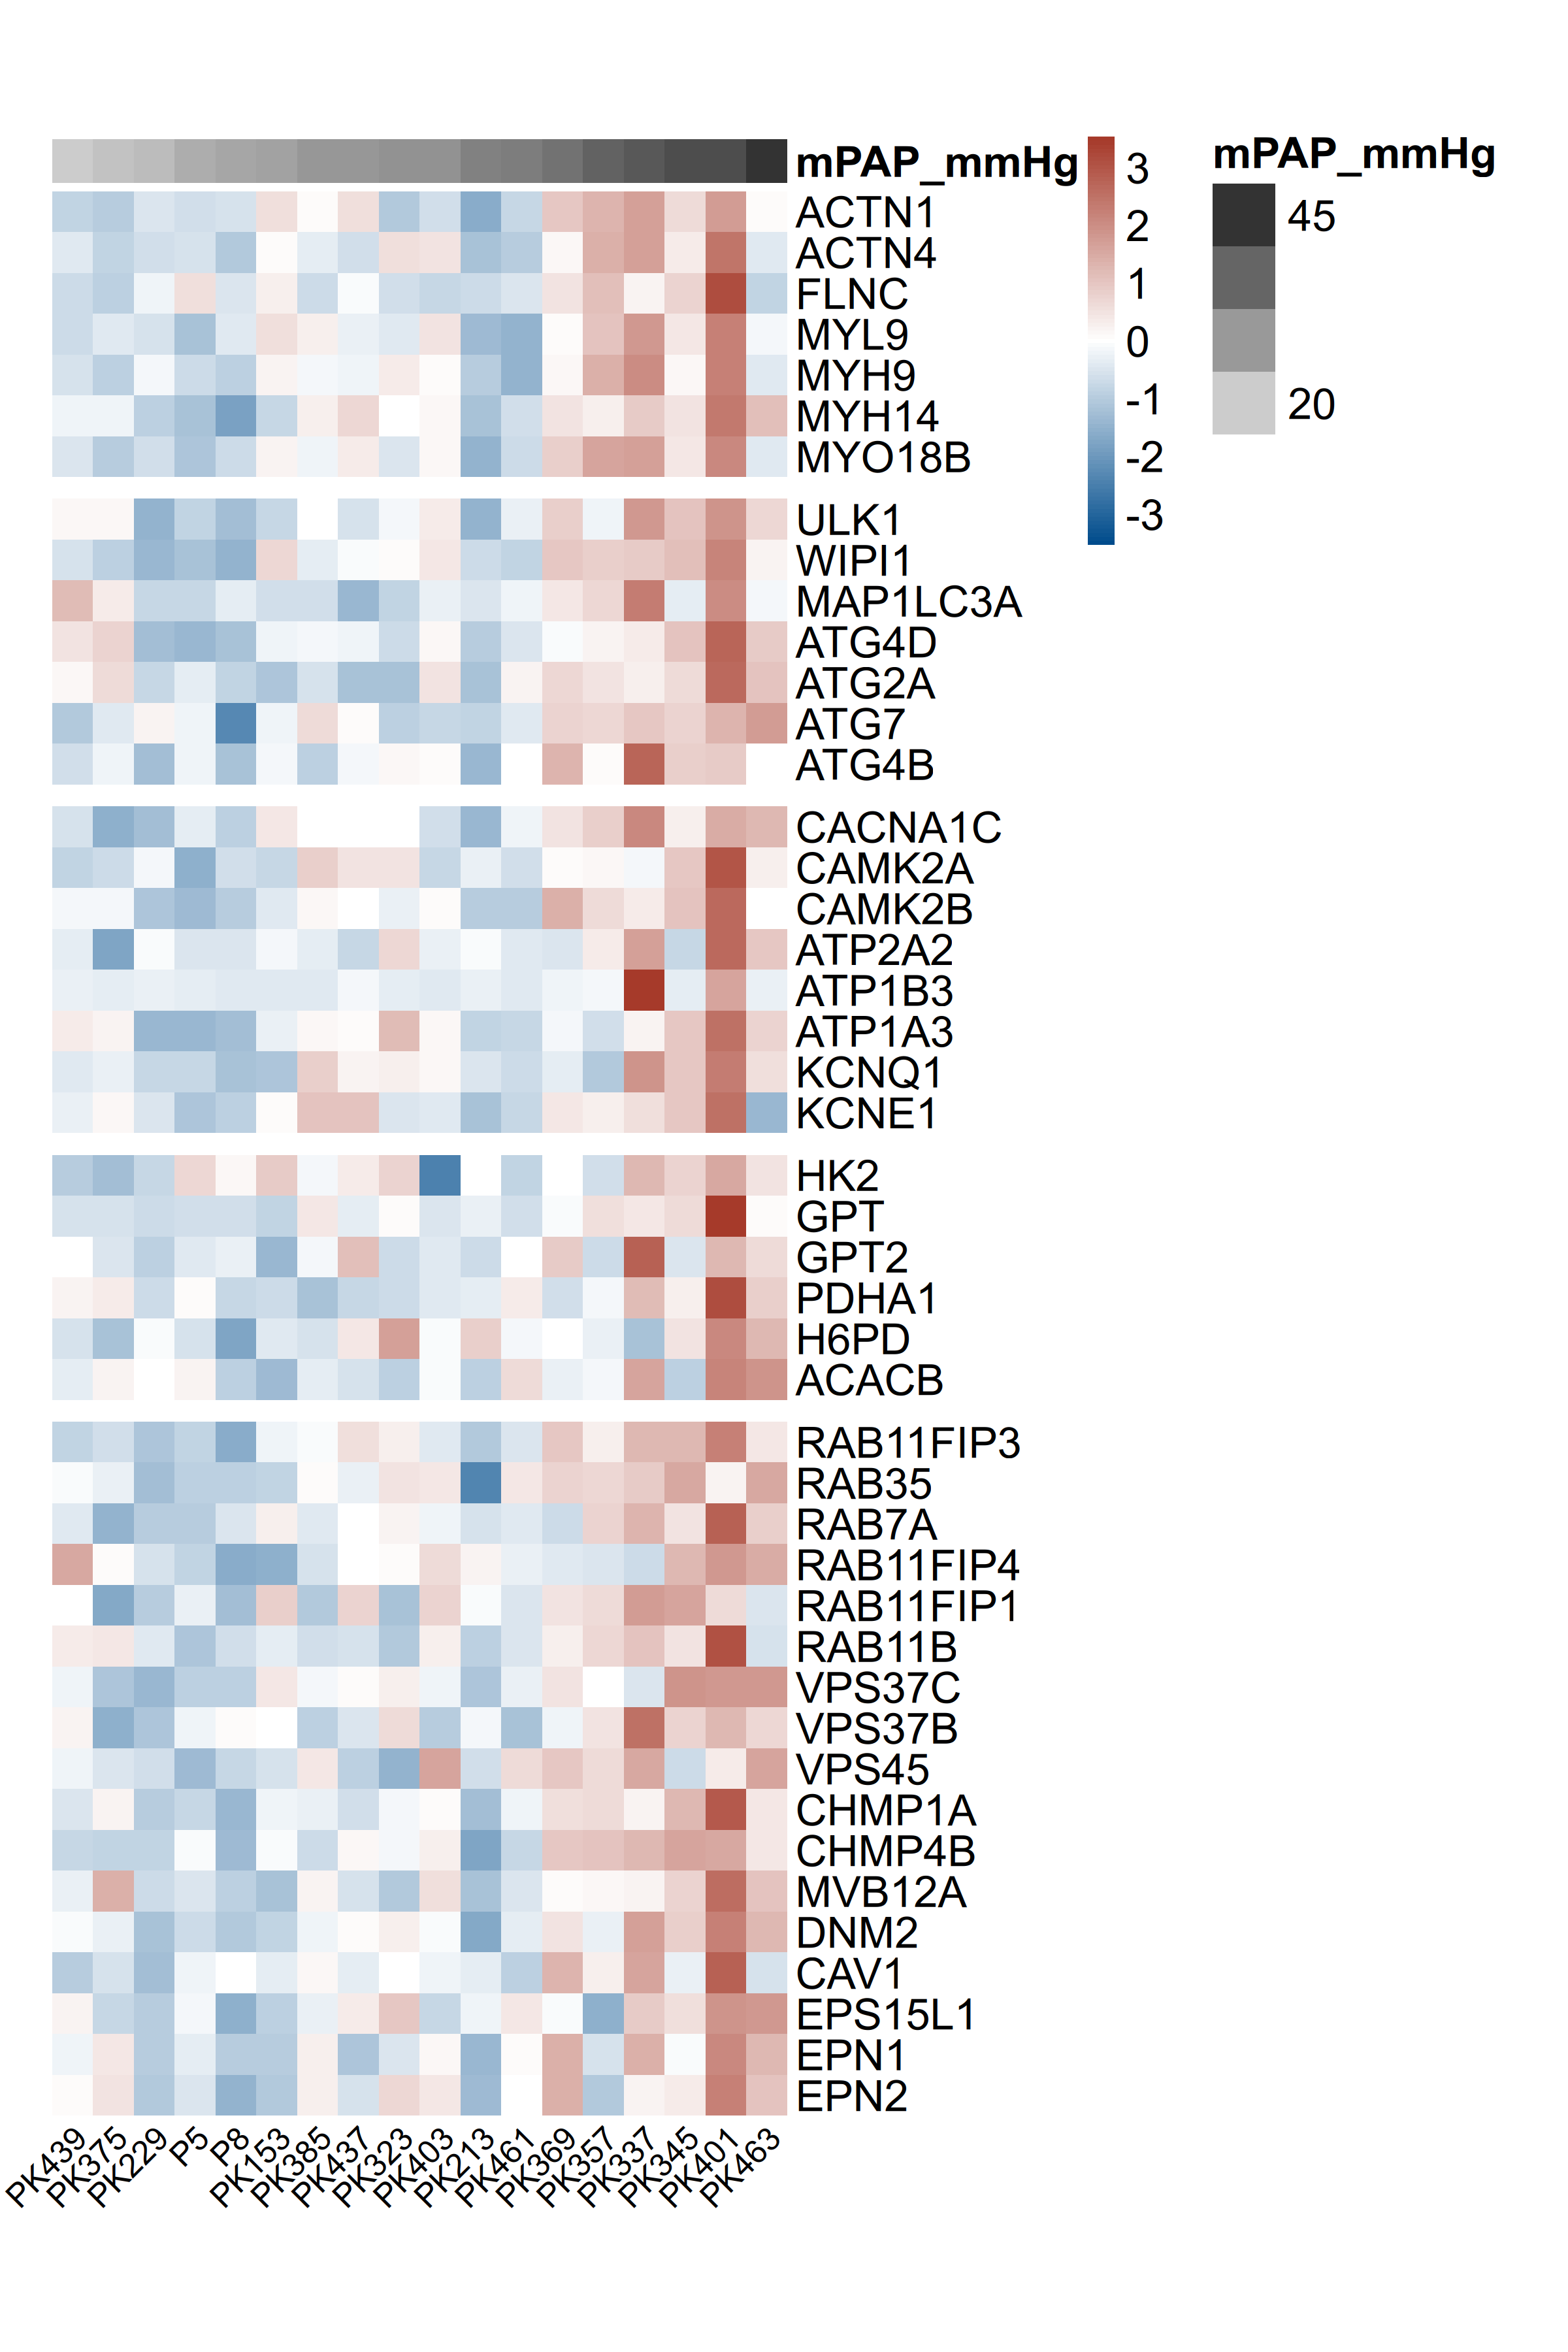 mPAP_mmHg
3
2
1
0
-1
-2
-3
mPAP_mmHg
45
20
ACTN1
ACTN4
FLNC
MYL9
MYH9
MYH14
MYO18B
ULK1
WIPI1
MAP1LC3A
ATG4D
ATG2A
ATG7
ATG4B
CACNA1C
CAMK2A
CAMK2B
ATP2A2
ATP1B3
ATP1A3
KCNQ1
KCNE1
HK2
GPT
GPT2
PDHA1
H6PD
ACACB
RAB11FIP3
RAB35
RAB7A
RAB11FIP4
RAB11FIP1
RAB11B
VPS37C
VPS37B
VPS45
CHMP1A
CHMP4B
MVB12A
DNM2
CAV1
EPS15L1
EPN1
EPN2
PK439
PK375
PK229
P5
P8
PK153
PK385
PK437
PK323
PK403
PK213
PK461
PK369
PK357
PK337
PK345
PK401
PK463